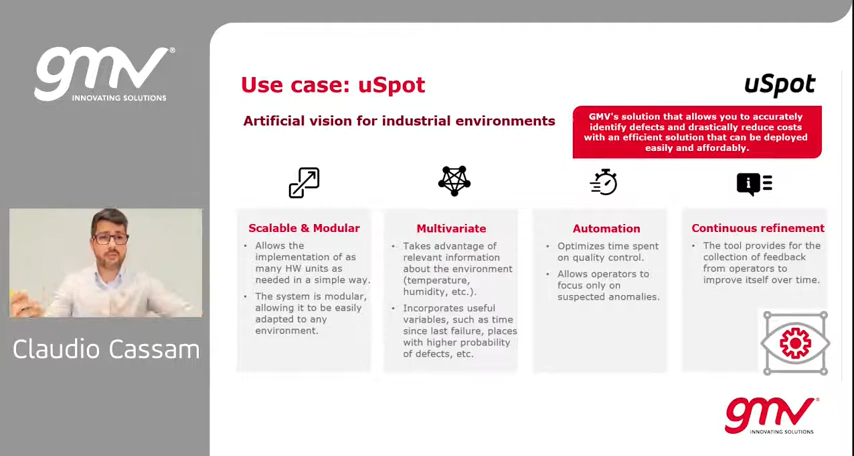 gmv®
INNOVATING SOLUTIONS
Use case: uSpot
uSpot
Artificial vision for industrial environments
GMV's solution that allows you to accurately
identify defects and drastically reduce costs
with an efficient solution that can be deployed
easily and affordably.
Scalable & Modular
• Allows the
implementation of as
many HW units as
needed in a simple way.
• The system is modular,
allowing it to be easily
adapted to any
environment.
Multivariate
• Takes advantage of
relevant information
about the environment
(temperature,
humidity, etc.).
• Incorporates useful
variables, such as time
since last failure, places
with higher probability
of defects, etc.
Automation
• Optimizes time spent
on quality control.
• Allows operators to
focus only on
suspected anomalies.
Continuous refinement
• The tool provides for the
collection of feedback
from operators to
improve itself over time.
Claudio Cassam
gmv®
INNOVATING SOLUTIONS